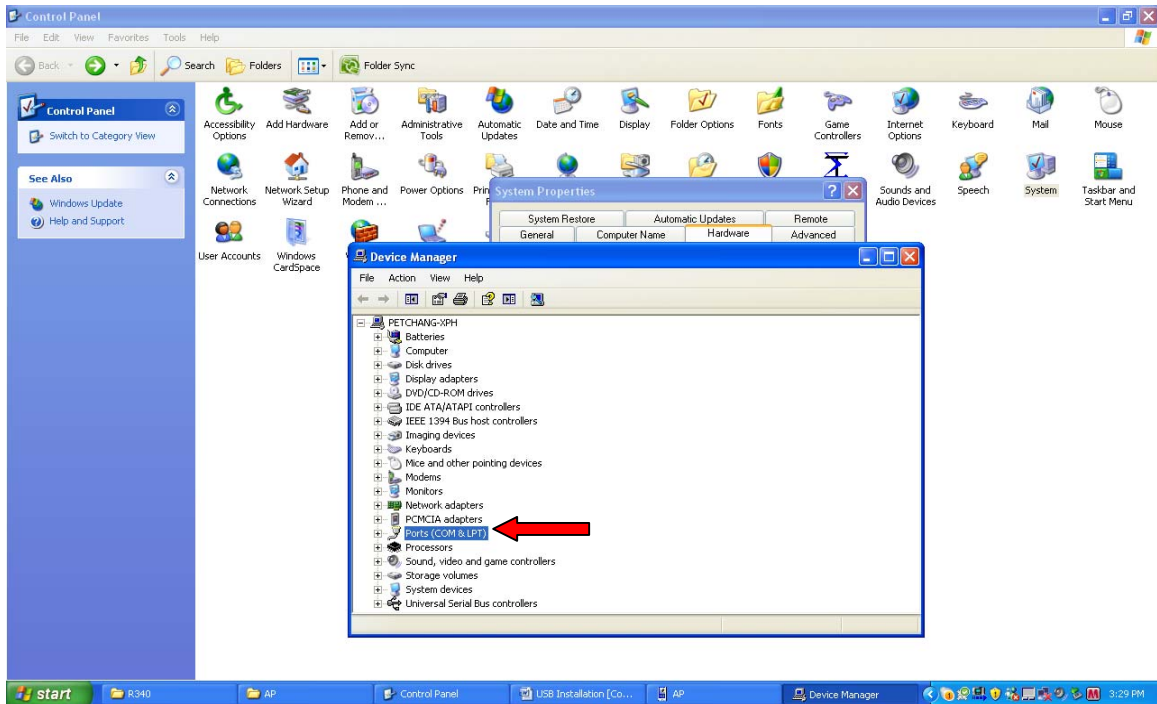 Control Panel
File Edit View Favorites Tools Help
Back Search Folders Folder Sync
Control Panel
Switch to Category View
See Also
Windows Update
Help and Support
Accessibility Options
Add Hardware
Add or Remov...
Administrative Tools
Automatic Updates
Date and Time
Display
Folder Options
Fonts
Game Controllers
Internet Options
Keyboard
Mail
Mouse
Network Connections
Network Setup Wizard
Phone and Modem ...
Power Options
Sounds and Audio Devices
Speech
System
Taskbar and Start Menu
User Accounts
Windows CardSpace
System Properties
System Restore Automatic Updates Remote
General Computer Name Hardware Advanced
Device Manager
File Action View Help
PETCHANG-XPH
Batteries
Computer
Disk drives
Display adapters
DVD/CD-ROM drives
IDE ATA/ATAPI controllers
IEEE 1394 Bus host controllers
Imaging devices
Keyboards
Mice and other pointing devices
Modems
Monitors
Network adapters
PCMCIA adapters
Ports (COM & LPT)
Processors
Sound, video and game controllers
Storage volumes
System devices
Universal Serial Bus controllers
start R340 AP Control Panel USB Installation [Co... AP Device Manager 3:29 PM